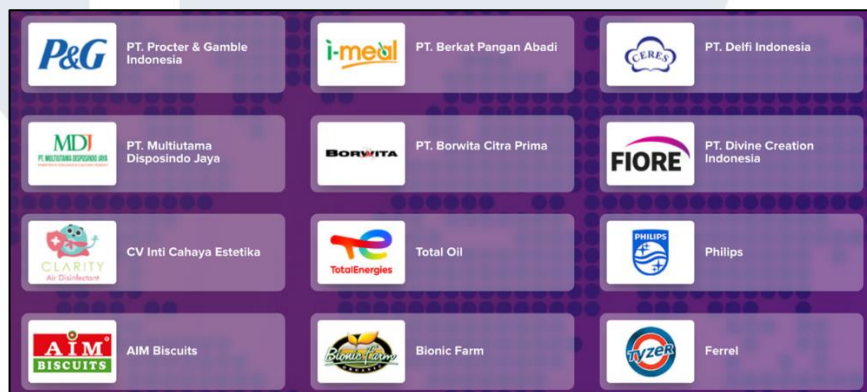 P&G
PT. Procter & Gamble
Indonesia
i-meal
PT. Berkat Pangan Abadi
CERES
PT. Delfi Indonesia
MDJ
PT. MULTIUTAMA DISPOSINDO JAYA
PT. Multiutama
Disposindo Jaya
BORWITA
PT. Borwita Citra Prima
FIORE
PT. Divine Creation
Indonesia
CLARITY
Air Disinfectant
CV Inti Cahaya Estetika
TotalEnergies
Total Oil
PHILIPS
Philips
AIM
BISCUITS
AIM Biscuits
Bionic Farm
ORGANIC
Bionic Farm
TYZER
Ferrel